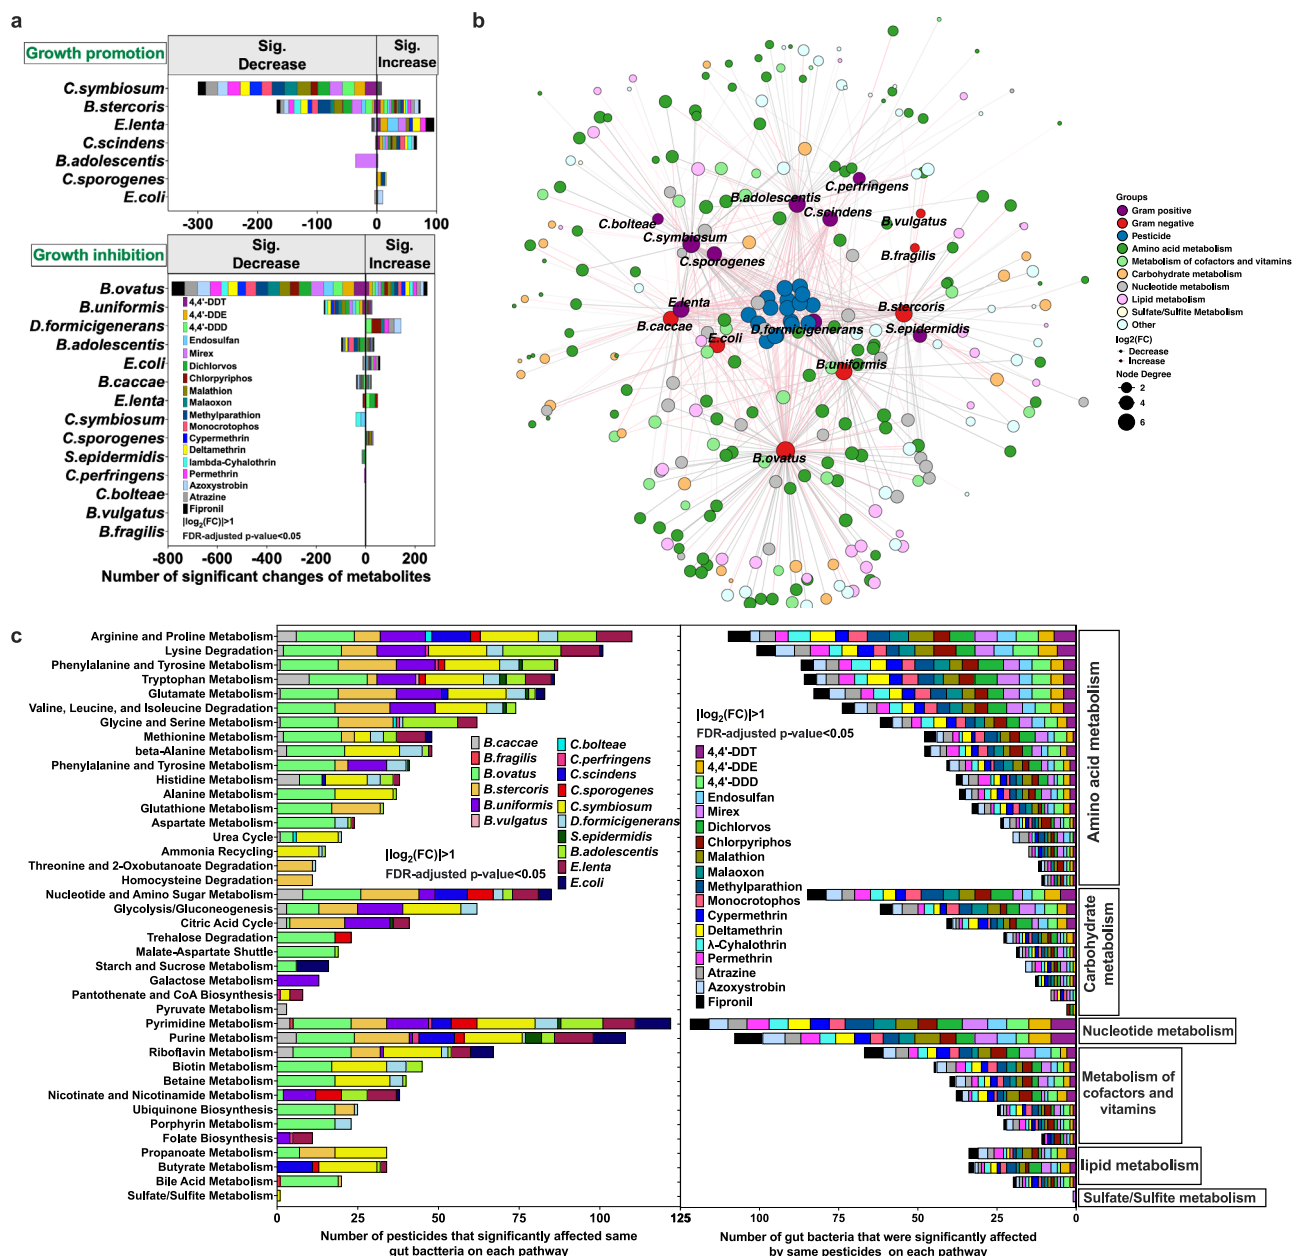 a
Growth promotion
Sig.
Decrease
Sig.
Increase
C.symbiosum
B.stercoris
E.lenta
C.scindens
B.adolescentis
C.sporogenes
E.coli
-300
-200
-100
0
100
Growth inhibition
Sig.
Decrease
Sig.
Increase
B.ovatus
B.uniformis
D.formicigenerans
B.adolescentis
E.coli
B.caccae
E.lenta
C.symbiosum
C.sporogenes
S.epidermidis
C.perfringens
C.bolteae
B.vulgatus
B.fragilis
4,4'-DDT
4,4'-DDE
4,4'-DDD
Endosulfan
Mirex
Dichlorvos
Chlorpyriphos
Malathion
Malaoxon
Methylparathion
Monocrotophos
Cypermethrin
Deltamethrin
lambda-Cyhalothrin
Permethrin
Azoxystrobin
Atrazine
Fipronil
|log2(FC)|>1
FDR-adjusted p-value<0.05
-800
-600
-400
-200
0
200
Number of significant changes of metabolites
b
C.perfringens
B.adolescentis
C.scindens
C.bolteae
B.vulgatus
C.symbiosum
B.fragilis
C.sporogenes
E.lenta
B.stercoris
B.caccae
D.formicigenerans
S.epidermidis
E.coli
B.uniformis
B.ovatus
Groups
Gram positive
Gram negative
Pesticide
Amino acid metabolism
Metabolism of cofactors and vitamins
Carbohydrate metabolism
Nucleotide metabolism
Lipid metabolism
Sulfate/Sulfite Metabolism
Other
log2(FC)
Decrease
Increase
Node Degree
2
4
6
c
Arginine and Proline Metabolism
Lysine Degradation
Phenylalanine and Tyrosine Metabolism
Tryptophan Metabolism
Glutamate Metabolism
Valine, Leucine, and Isoleucine Degradation
Glycine and Serine Metabolism
Methionine Metabolism
beta-Alanine Metabolism
Phenylalanine and Tyrosine Metabolism
Histidine Metabolism
Alanine Metabolism
Glutathione Metabolism
Aspartate Metabolism
Urea Cycle
Ammonia Recycling
Threonine and 2-Oxobutanoate Degradation
Homocysteine Degradation
Nucleotide and Amino Sugar Metabolism
Glycolysis/Gluconeogenesis
Citric Acid Cycle
Trehalose Degradation
Malate-Aspartate Shuttle
Starch and Sucrose Metabolism
Galactose Metabolism
Pantothenate and CoA Biosynthesis
Pyruvate Metabolism
Pyrimidine Metabolism
Purine Metabolism
Riboflavin Metabolism
Biotin Metabolism
Betaine Metabolism
Nicotinate and Nicotinamide Metabolism
Ubiquinone Biosynthesis
Porphyrin Metabolism
Folate Biosynthesis
Propanoate Metabolism
Butyrate Metabolism
Bile Acid Metabolism
Sulfate/Sulfite Metabolism
B.caccae
B.fragilis
B.ovatus
B.stercoris
B.uniformis
B.vulgatus
C.bolteae
C.perfringens
C.scindens
C.sporogenes
C.symbiosum
D.formicigenerans
S.epidermidis
B.adolescentis
E.lenta
E.coli
|log2(FC)|>1
FDR-adjusted p-value<0.05
0
25
50
75
100
125
Number of pesticides that significantly affected same
gut bactteria on each pathway
|log2(FC)|>1
FDR-adjusted p-value<0.05
4,4'-DDT
4,4'-DDE
4,4'-DDD
Endosulfan
Mirex
Dichlorvos
Chlorpyriphos
Malathion
Malaoxon
Methylparathion
Monocrotophos
Cypermethrin
Deltamethrin
λ-Cyhalothrin
Permethrin
Atrazine
Azoxystrobin
Fipronil
100
75
50
25
0
Number of gut bacteria that were significantly affected
by same pesticides on each pathway
Amino acid metabolism
Carbohydrate
metabolism
Nucleotide metabolism
Metabolism of
cofactors and
vitamins
lipid metabolism
Sulfate/Sulfite metabolism